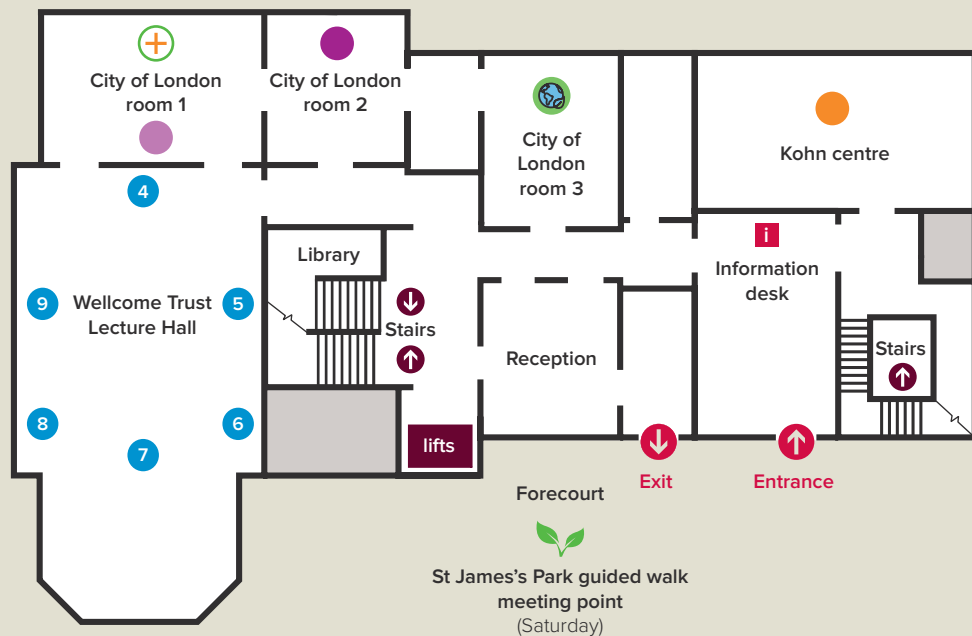 City of London
room 1
City of London
room 2
City of
London
room 3
Kohn centre
4
i
Information
desk
Library
9
Wellcome Trust
Lecture Hall
5
Stairs
Reception
Stairs
8
6
7
lifts
Exit
Entrance
Forecourt
St James’s Park guided walk
meeting point
(Saturday)